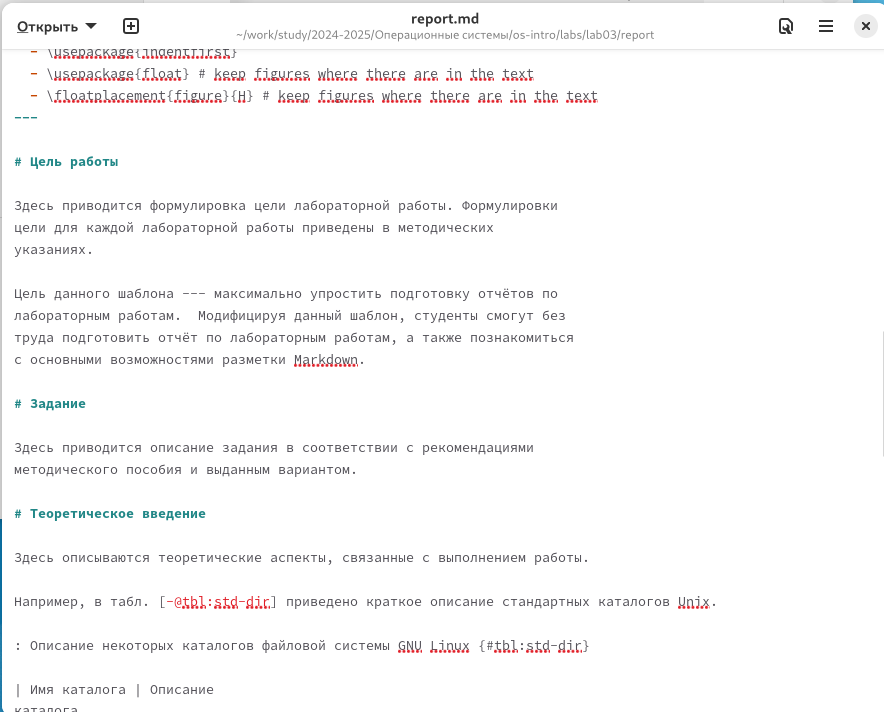 Открыть
report.md
~/work/study/2024-2025/Операционные системы/os-intro/labs/lab03/report
- \usepackage{indentfirst}
- \usepackage{float} # keep figures where there are in the text
- \floatplacement{figure}{H} # keep figures where there are in the text
---
# Цель работы
Здесь приводится формулировка цели лабораторной работы. Формулировки
цели для каждой лабораторной работы приведены в методических
указаниях.
Цель данного шаблона --- максимально упростить подготовку отчётов по
лабораторным работам.  Модифицируя данный шаблон, студенты смогут без
труда подготовить отчёт по лабораторным работам, а также познакомиться
с основными возможностями разметки Markdown.
# Задание
Здесь приводится описание задания в соответствии с рекомендациями
методического пособия и выданным вариантом.
# Теоретическое введение
Здесь описываются теоретические аспекты, связанные с выполнением работы.
Например, в табл. [-@tbl:std-dir] приведено краткое описание стандартных каталогов Unix.
: Описание некоторых каталогов файловой системы GNU Linux {#tbl:std-dir}
| Имя каталога | Описание
каталога